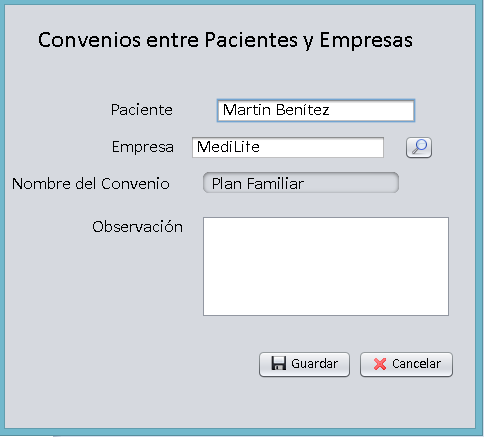 Convenios entre Pacientes y Empresas
Paciente Martin Benítez
Empresa MediLite
Nombre del Convenio Plan Familiar
Observación
Guardar Cancelar